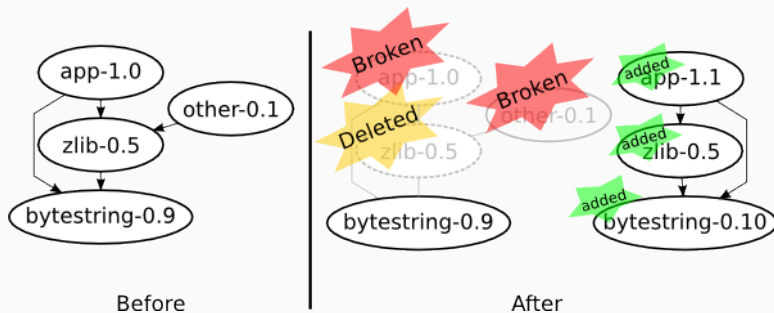 app-1.0
other-0.1
zlib-0.5
bytestring-0.9
Before
Broken
app-1.0
Deleted
zlib-0.5
Broken
other-0.1
bytestring-0.9
added
app-1.1
added
zlib-0.5
added
bytestring-0.10
After